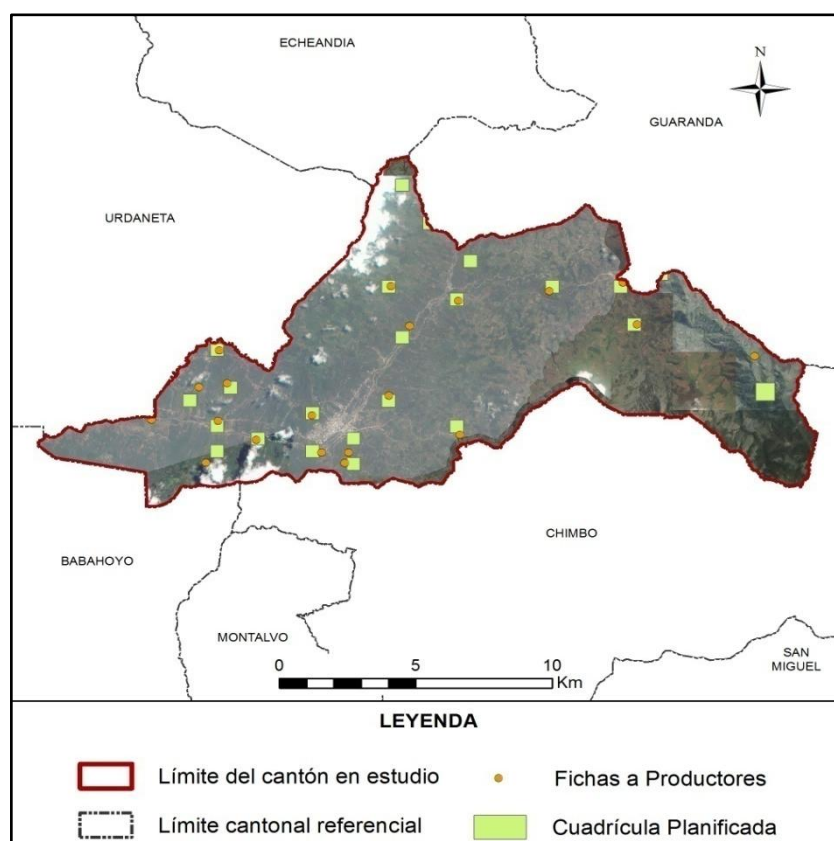 ECHEANDIA
N
GUARANDA
URDANETA
CHIMBO
BABAHOYO
MONTALVO
SAN
MIGUEL
0 5 10
Km
LEYENDA
Límite del cantón en estudio
Fichas a Productores
Límite cantonal referencial
Cuadrícula Planificada